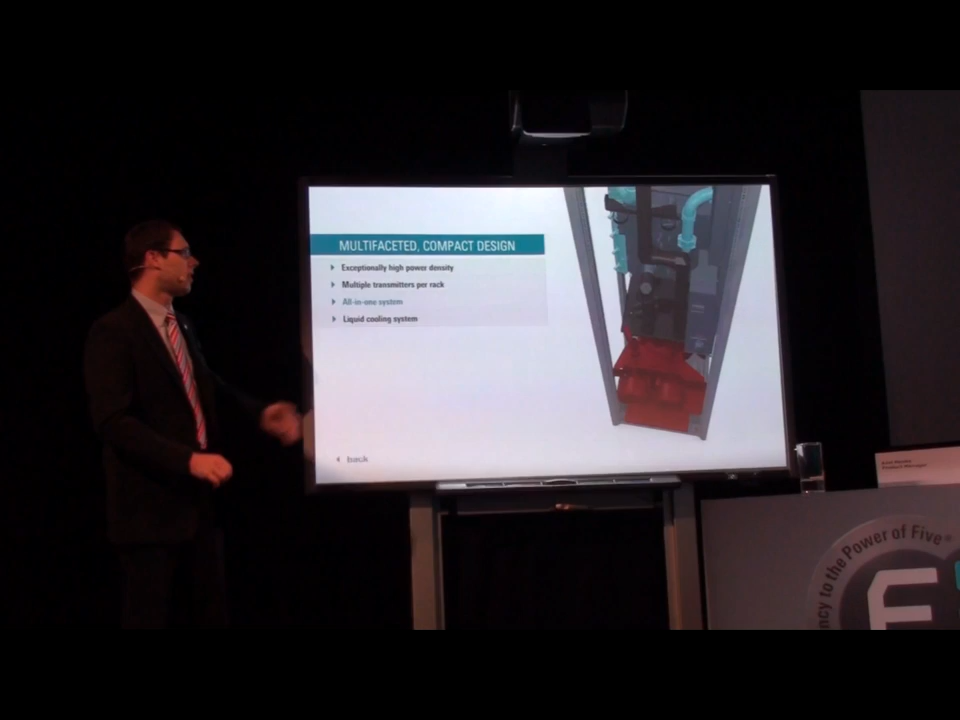 MULTIFACETED, COMPACT DESIGN
Exceptionally high power density
Multiple transmitters per rack
All-in-one system
Liquid cooling system
back
ncy to the Power of Five®
E